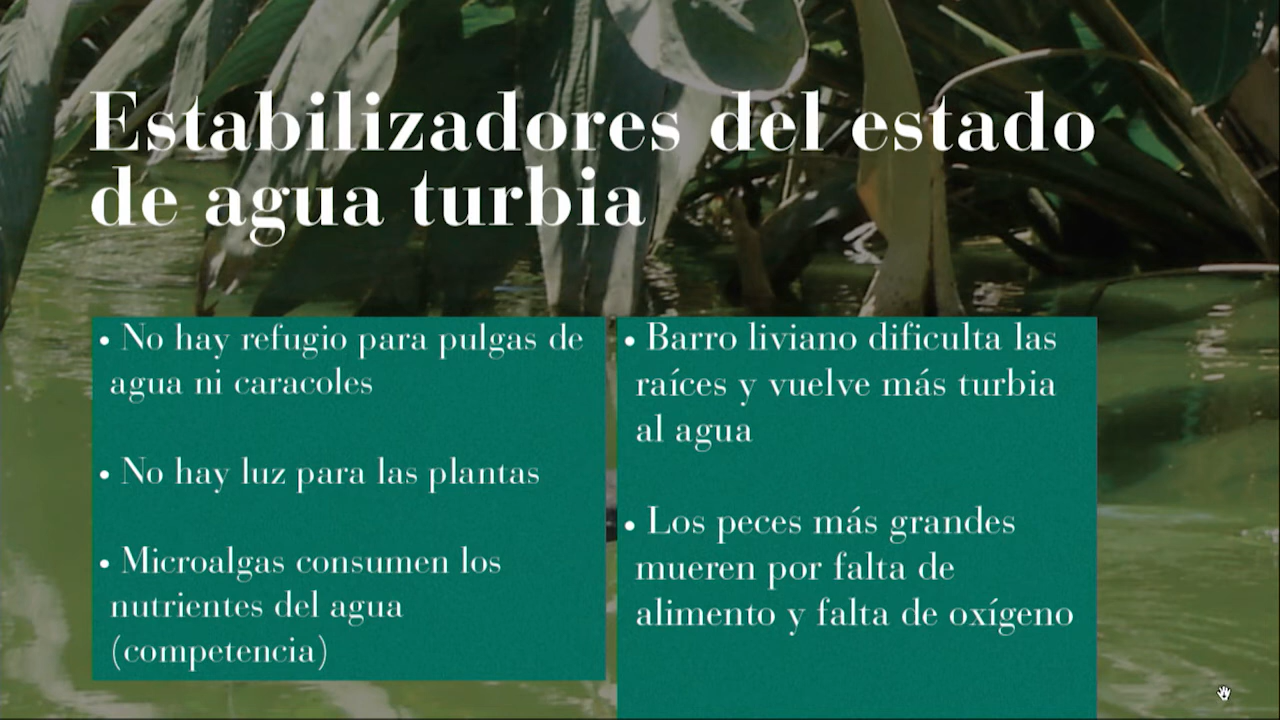 Estabilizadores del estado
de agua turbia
• No hay refugio para pulgas de
agua ni caracoles
• No hay luz para las plantas
• Microalgas consumen los
nutrientes del agua
(competencia)
• Barro liviano dificulta las
raíces y vuelve más turbia
al agua
• Los peces más grandes
mueren por falta de
alimento y falta de oxígeno